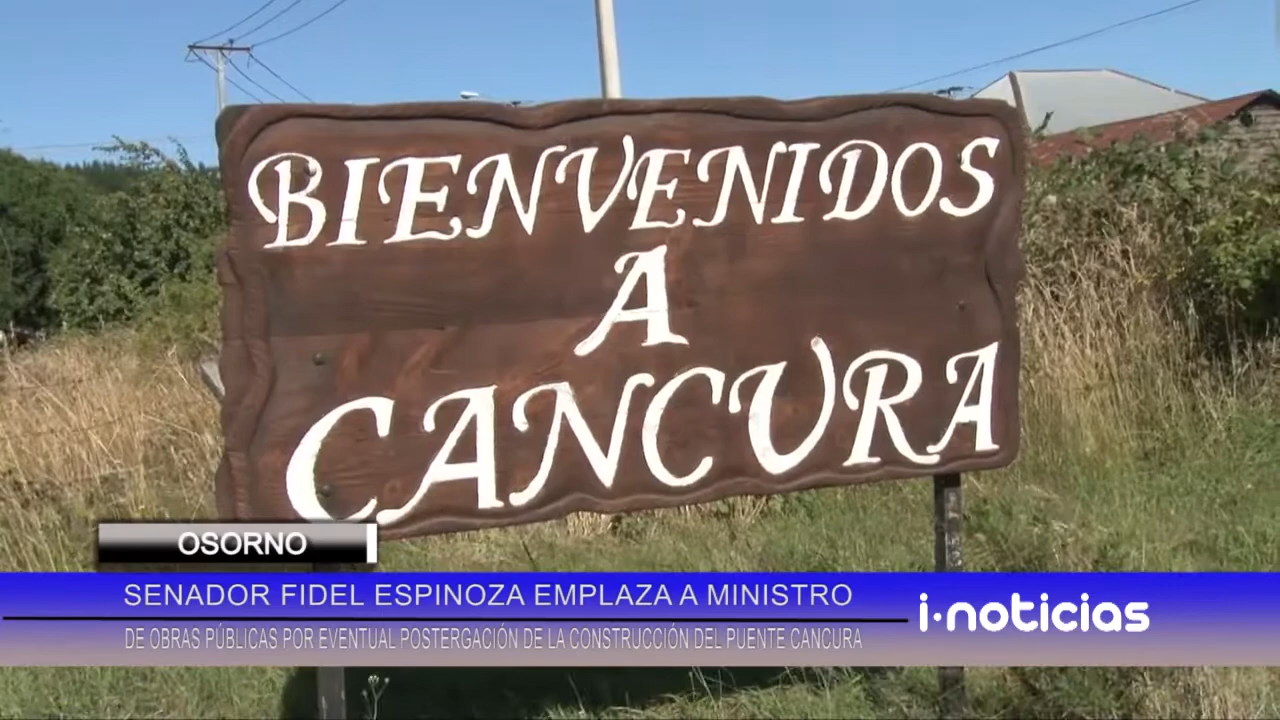 BIENVENIDOS
A
CANCURA
OSORNO
SENADOR FIDEL ESPINOZA EMPLAZA A MINISTRO
DE OBRAS PÚBLICAS POR EVENTUAL POSTERGACIÓN DE LA CONSTRUCCIÓN DEL PUENTE CANCURA
i·noticias